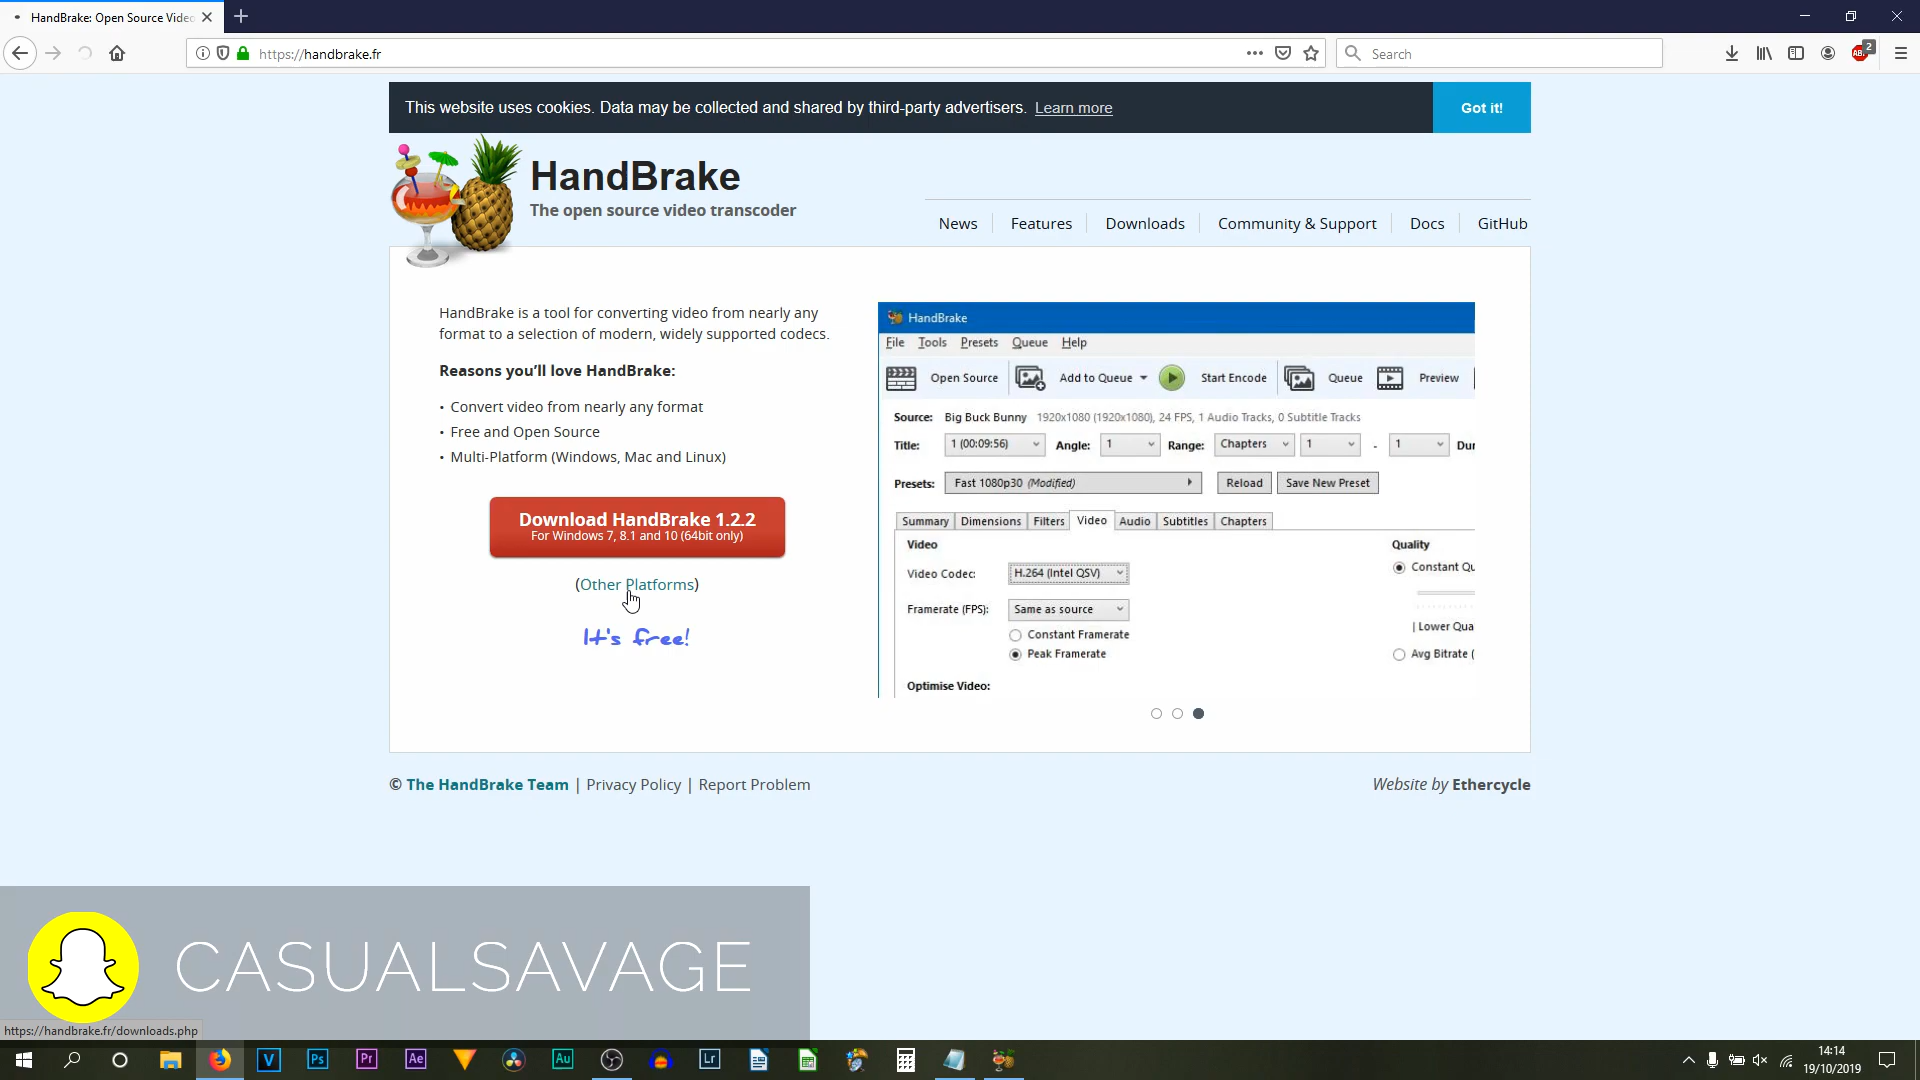 HandBrake: Open Source Video
https://handbrake.fr
Search
2
This website uses cookies. Data may be collected and shared by third-party advertisers. Learn more
Got it!
HandBrake
The open source video transcoder
News
Features
Downloads
Community & Support
Docs
GitHub
HandBrake is a tool for converting video from nearly any
format to a selection of modern, widely supported codecs.
Reasons you'll love HandBrake:
• Convert video from nearly any format
• Free and Open Source
• Multi-Platform (Windows, Mac and Linux)
Download HandBrake 1.2.2
For Windows 7, 8.1 and 10 (64bit only)
(Other Platforms)
It's free!
HandBrake
File Tools Presets Queue Help
Open Source Add to Queue Start Encode Queue Preview
Source: Big Buck Bunny 1920x1080 (1920x1080), 24 FPS, 1 Audio Tracks, 0 Subtitle Tracks
Title: 1 (00:09:56) Angle: 1 Range: Chapters 1 - 1 Dur
Presets: Fast 1080p30 (Modified) Reload Save New Preset
Summary Dimensions Filters Video Audio Subtitles Chapters
Video Quality
Video Codec: H.264 (Intel QSV) Constant Qu
Framerate (FPS): Same as source
| Lower Qua
Constant Framerate
Peak Framerate Avg Bitrate (
Optimise Video:
© The HandBrake Team | Privacy Policy | Report Problem
Website by Ethercycle
CASUALSAVAGE
https://handbrake.fr/downloads.php
V Ps Pr Ae Au Lr
14:14
19/10/2019